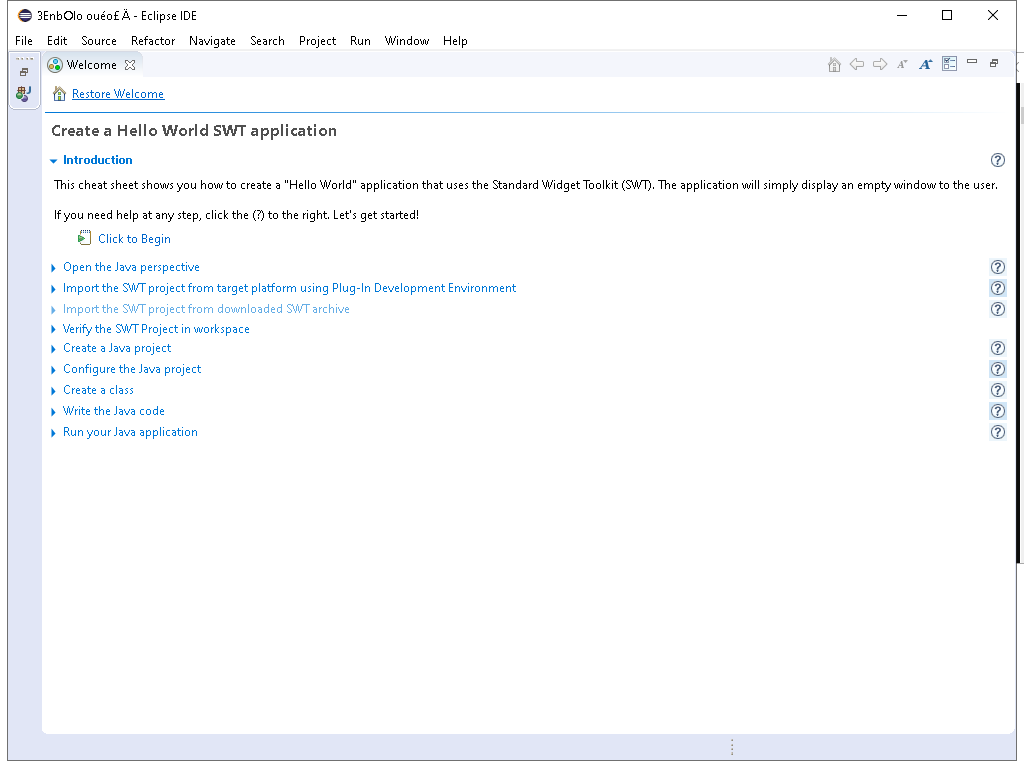 3EnbOlo ouéo£ Ä - Eclipse IDE
File Edit Source Refactor Navigate Search Project Run Window Help
Welcome
Restore Welcome
Create a Hello World SWT application
Introduction
This cheat sheet shows you how to create a "Hello World" application that uses the Standard Widget Toolkit (SWT). The application will simply display an empty window to the user.
If you need help at any step, click the (?) to the right. Let's get started!
Click to Begin
Open the Java perspective
Import the SWT project from target platform using Plug-In Development Environment
Import the SWT project from downloaded SWT archive
Verify the SWT Project in workspace
Create a Java project
Configure the Java project
Create a class
Write the Java code
Run your Java application